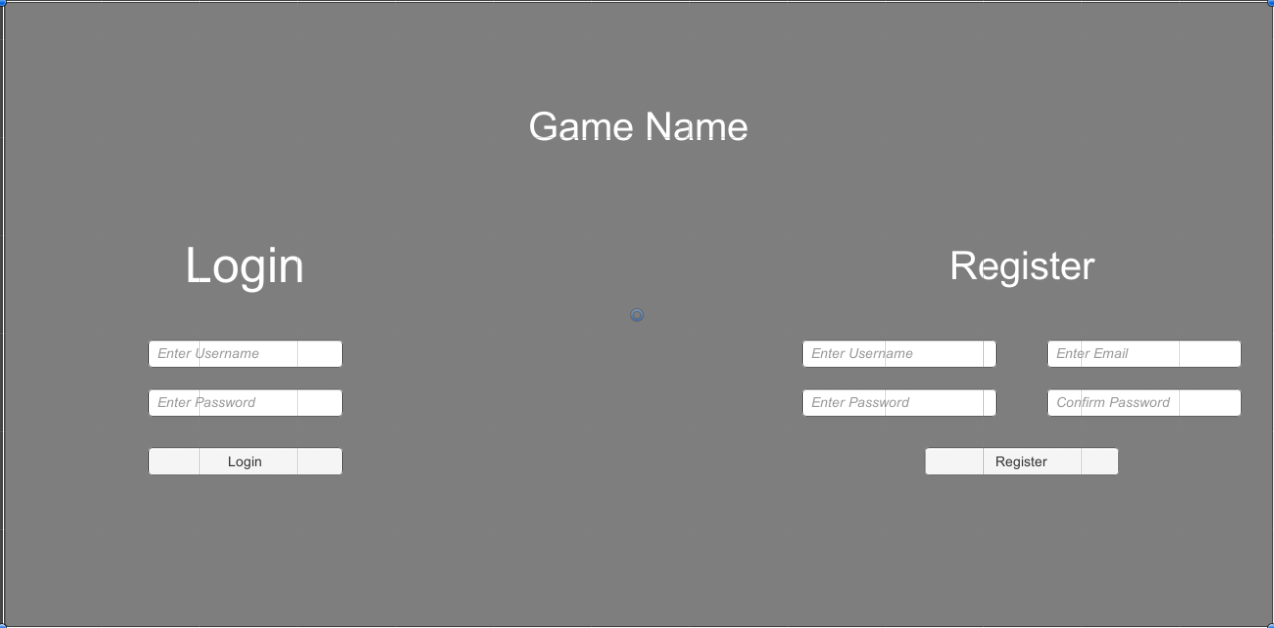 Game Name
Login
Enter Username
Enter Password
Login
Register
Enter Username
Enter Email
Enter Password
Confirm Password
Register